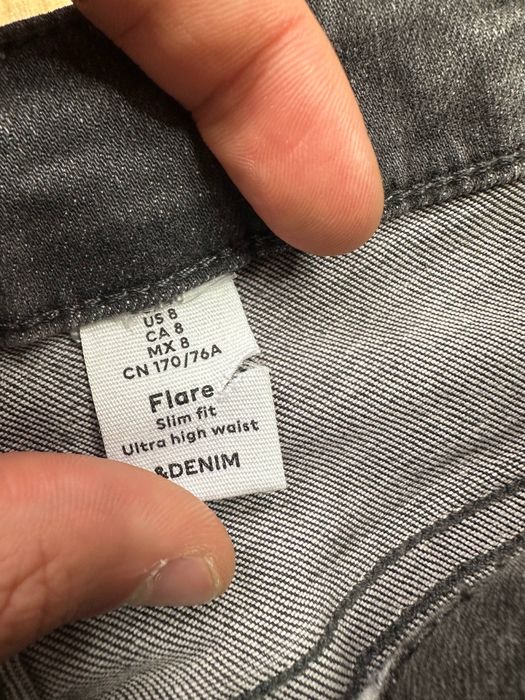 US 8
CA 8
MX 8
CN 170/76A
Flare
Slim fit
Ultra high waist
&DENIM